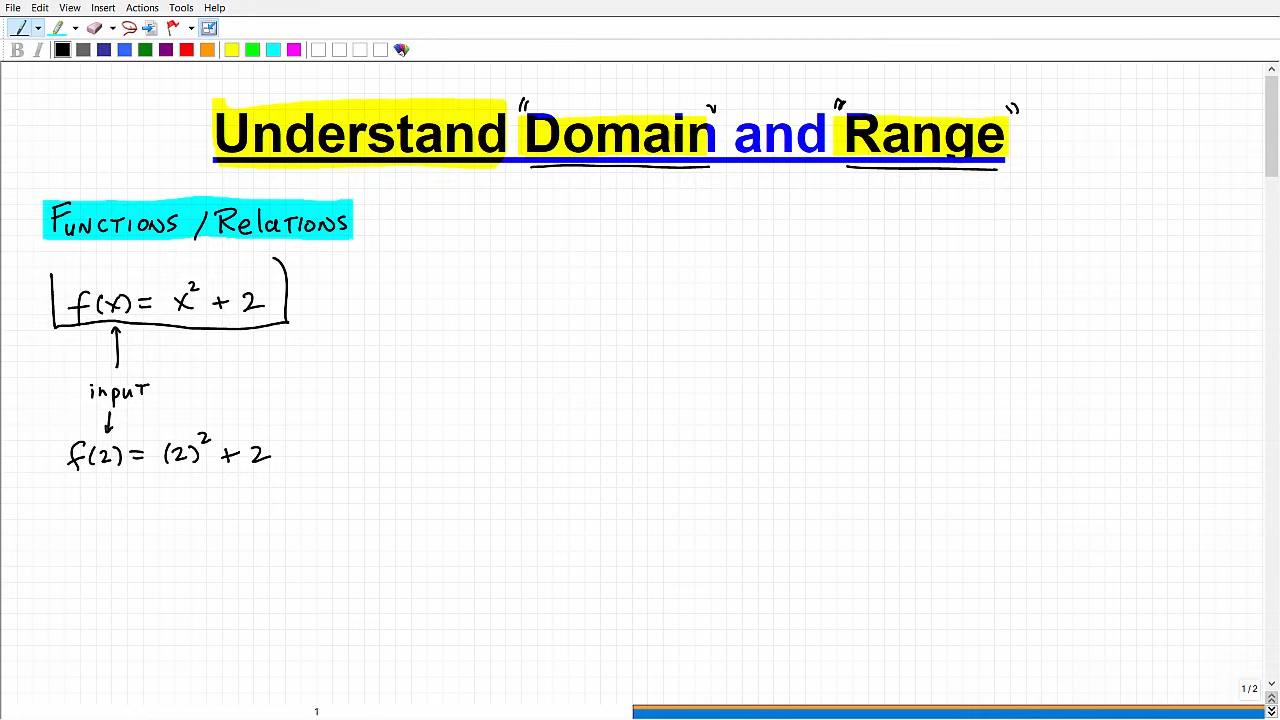 File Edit View Insert Actions Tools Help
B I
Understand "Domain" and "Range"
Functions / Relations
f(x) = x² + 2
input
f(2) = (2)² + 2
1/2
1